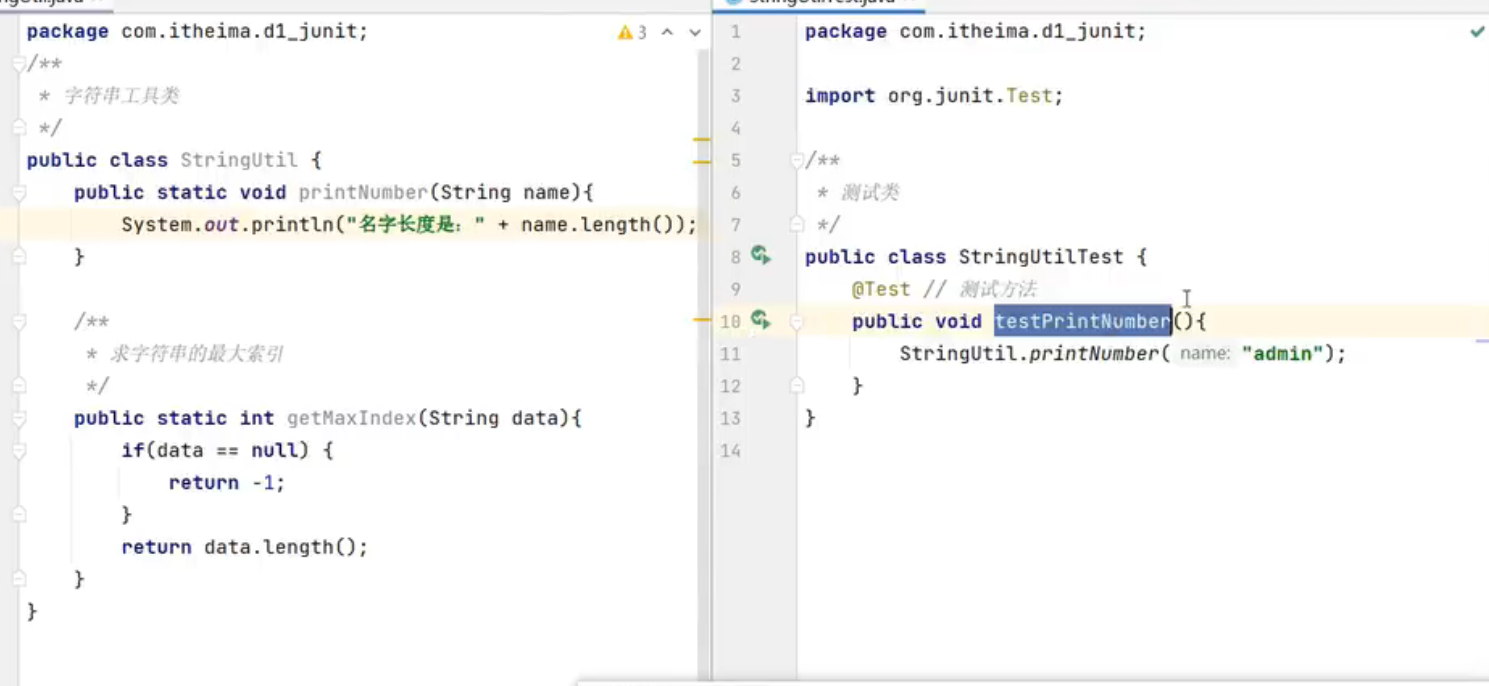 package com.itheima.d1_junit;
3
/**
* 字符串工具类
*/
public class StringUtil {
public static void printNumber(String name){
System.out.println("名字长度是：" + name.length());
}
/**
* 求字符串的最大索引
*/
public static int getMaxIndex(String data){
if(data == null) {
return -1;
}
return data.length();
}
}
1 package com.itheima.d1_junit;
2
3 import org.junit.Test;
4
5 /**
6 * 测试类
7 */
8 public class StringUtilTest {
9 @Test // 测试方法
10 public void testPrintNumber(){
11 StringUtil.printNumber( name: "admin");
12 }
13 }
14